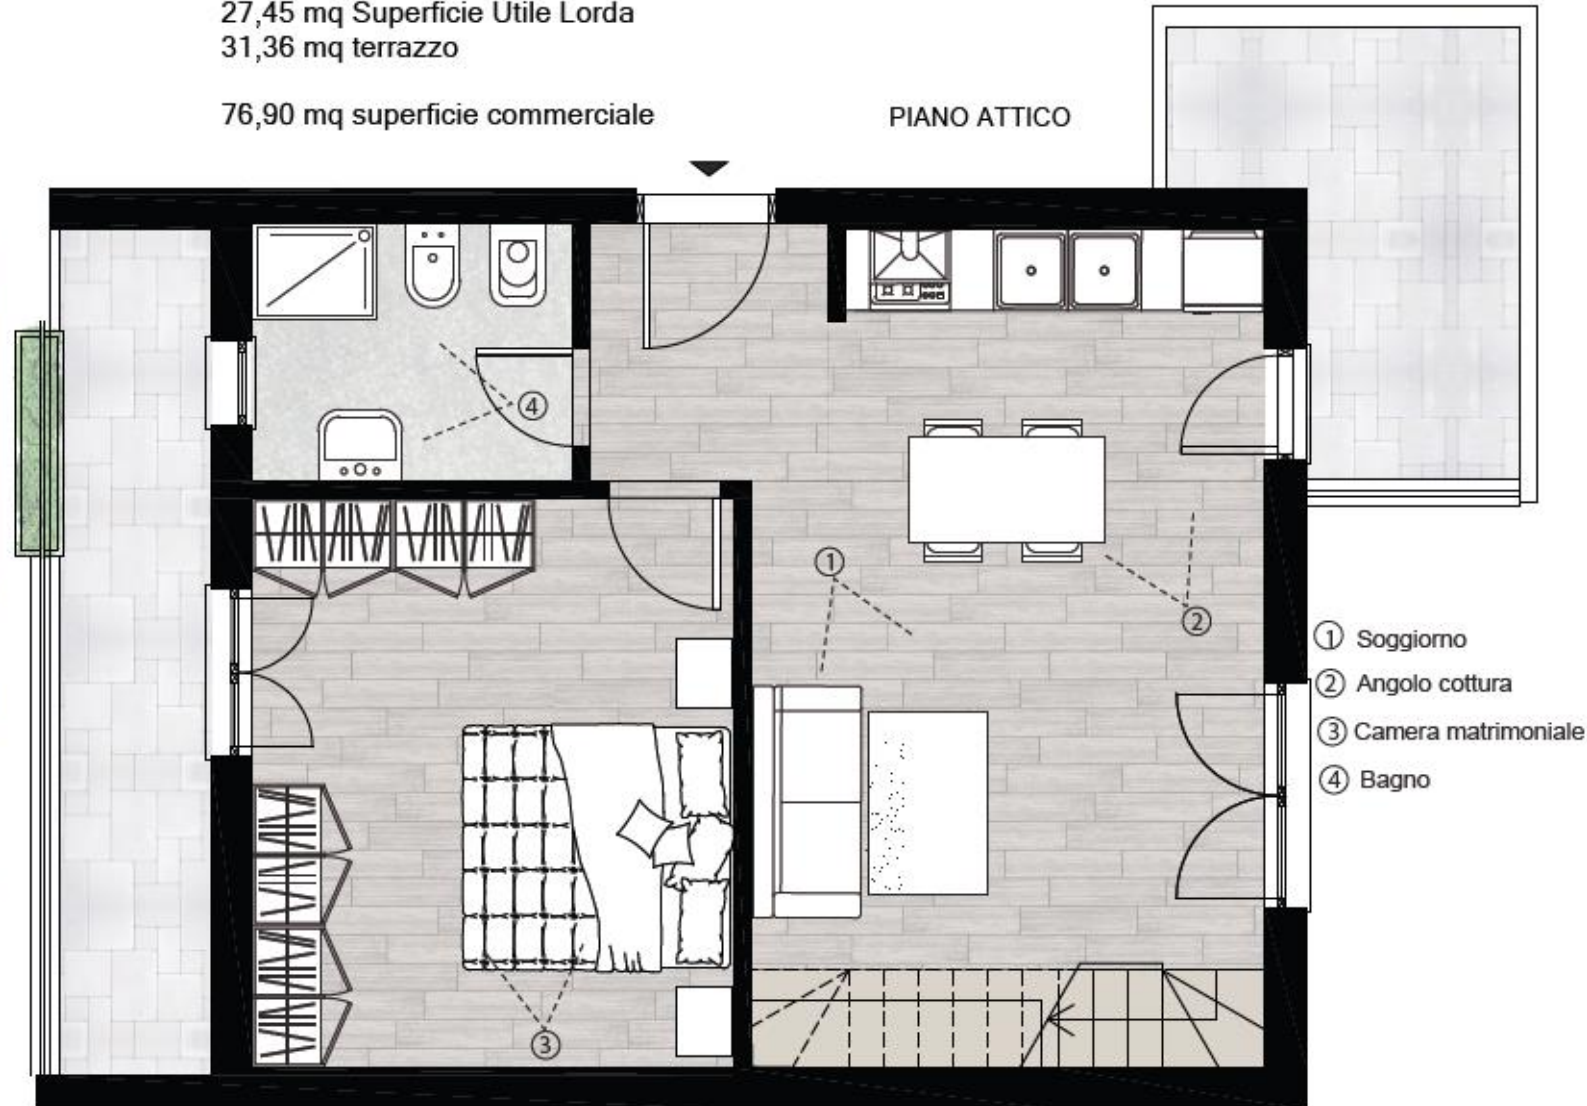 27,45 mq Superficie Utile Lorda
31,36 mq terrazzo
76,90 mq superficie commerciale
PIANO ATTICO
4
1
2
3
1 Soggiorno
2 Angolo cottura
3 Camera matrimoniale
4 Bagno